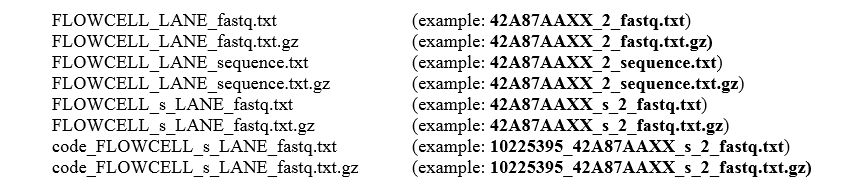 FLOWCELL_LANE_fastq.txt (example: 42A87AAXX_2_fastq.txt)
FLOWCELL_LANE_fastq.txt.gz (example: 42A87AAXX_2_fastq.txt.gz)
FLOWCELL_LANE_sequence.txt (example: 42A87AAXX_2_sequence.txt)
FLOWCELL_LANE_sequence.txt.gz (example: 42A87AAXX_2_sequence.txt.gz)
FLOWCELL_s_LANE_fastq.txt (example: 42A87AAXX_s_2_fastq.txt)
FLOWCELL_s_LANE_fastq.txt.gz (example: 42A87AAXX_s_2_fastq.txt.gz)
code_FLOWCELL_s_LANE_fastq.txt (example: 10225395_42A87AAXX_s_2_fastq.txt)
code_FLOWCELL_s_LANE_fastq.txt.gz (example: 10225395_42A87AAXX_s_2_fastq.txt.gz)